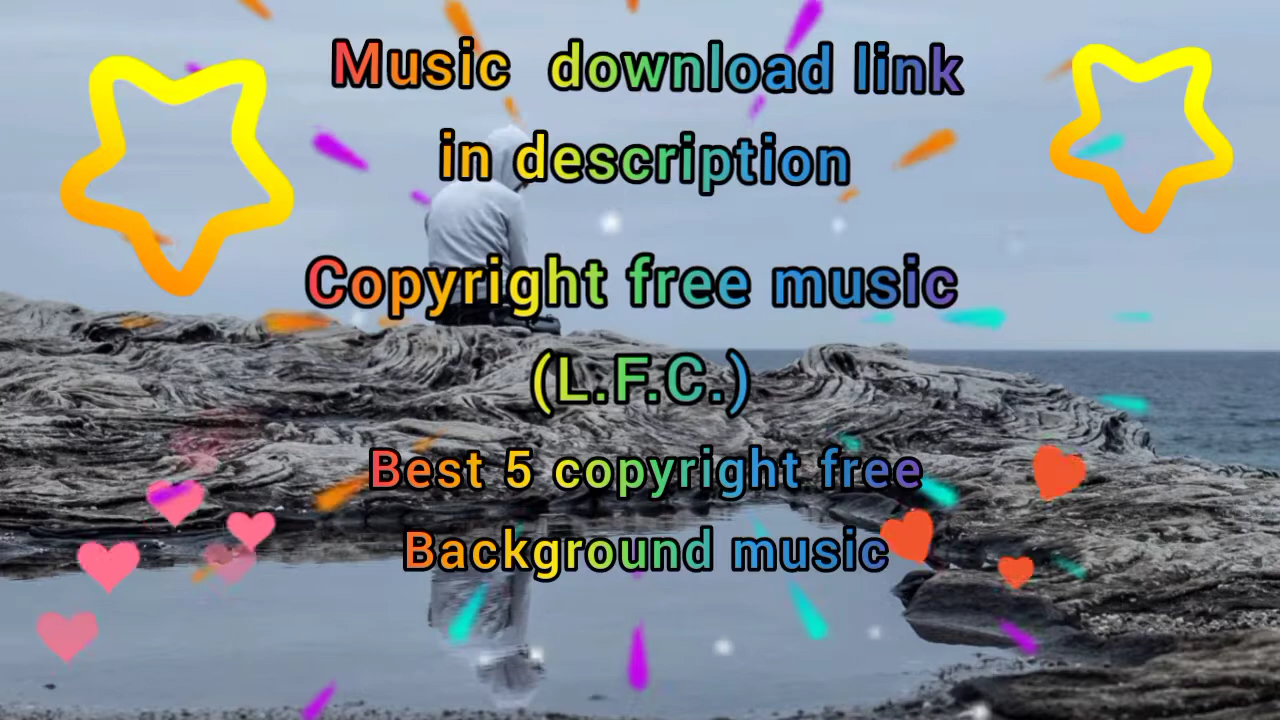 Music download link
in description
Copyright free music
(L.F.C.)
Best 5 copyright free
Background music